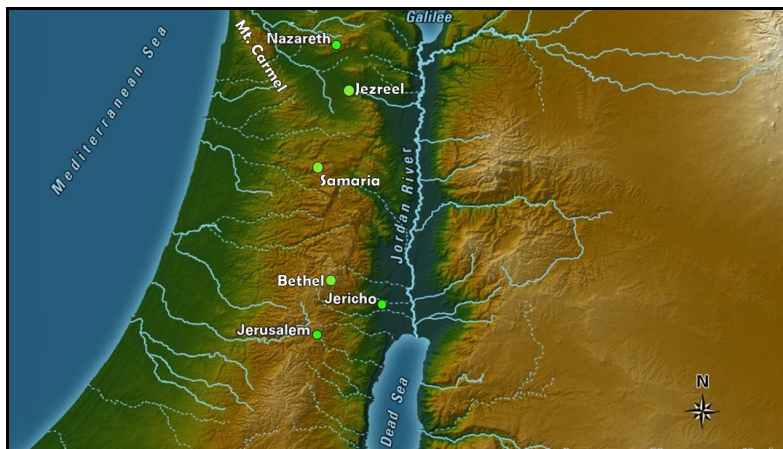 Galilee
Mt. Carmel
Nazareth
Mediterranean Sea
Jezreel
Samaria
Jordan River
Bethel
Jericho
Jerusalem
Dead Sea
N